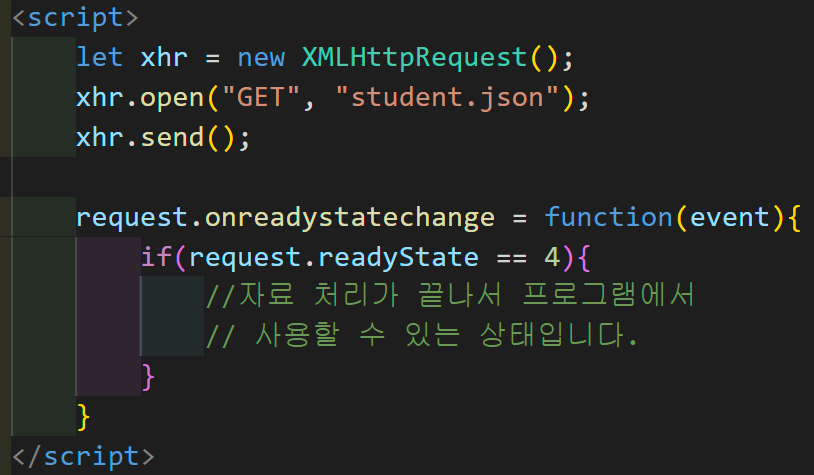 <script>
let xhr = new XMLHttpRequest();
xhr.open("GET", "student.json");
xhr.send();
request.onreadystatechange = function(event){
if(request.readyState == 4){
//자료 처리가 끝나서 프로그램에서
// 사용할 수 있는 상태입니다.
}
}
</script>